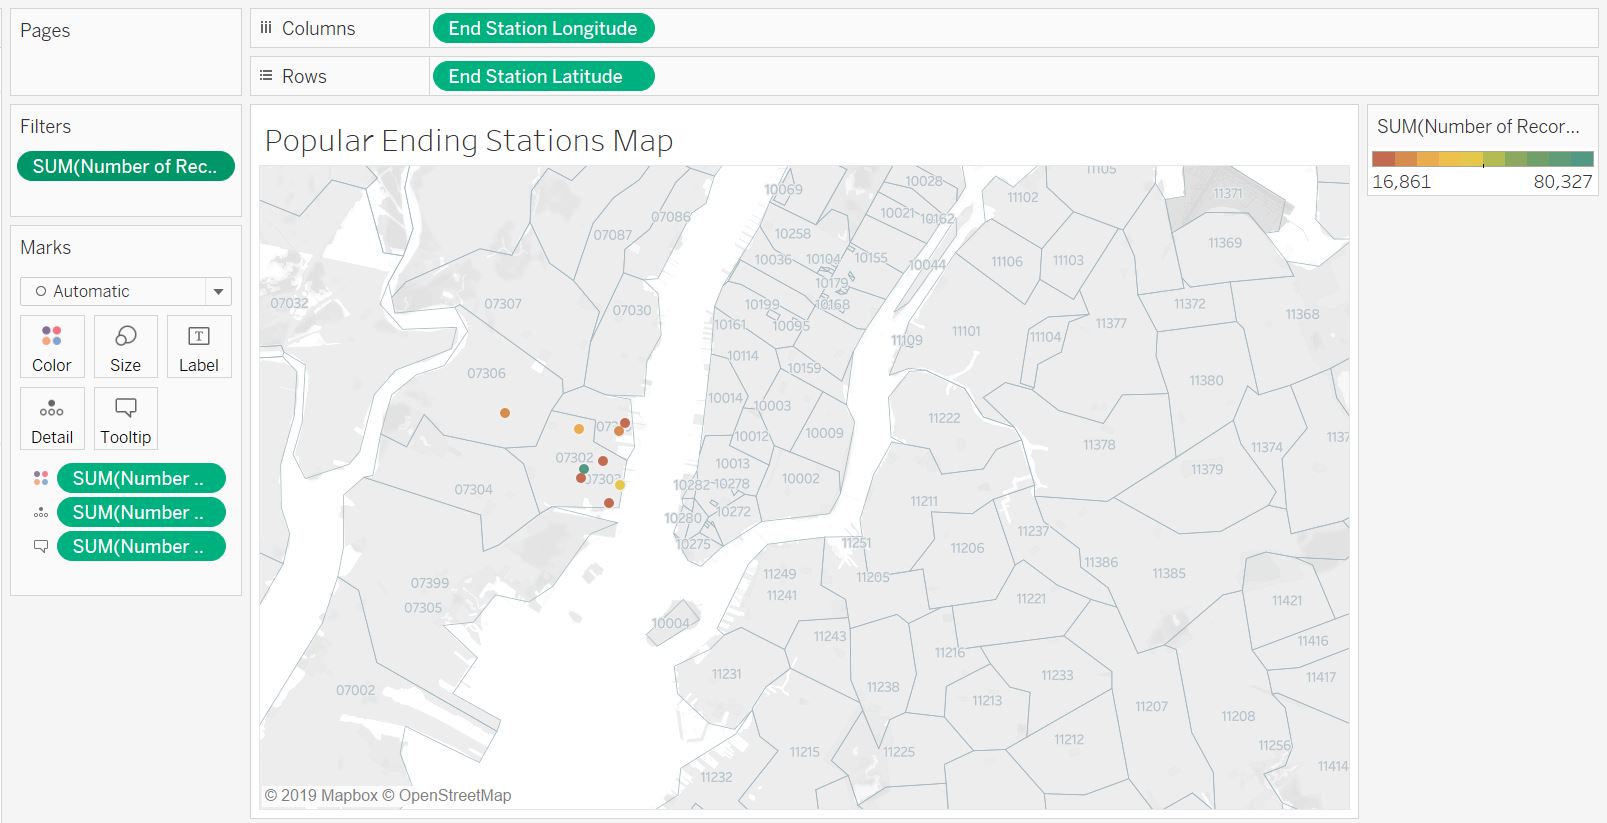 Pages
Columns
End Station Longitude
Rows
End Station Latitude
Filters
SUM(Number of Rec..
Marks
Automatic
Color
Size
Label
Detail
Tooltip
SUM(Number ..
SUM(Number ..
SUM(Number ..
Popular Ending Stations Map
SUM(Number of Recor...
16,861 80,327
11105
10069 10028 11102 11371
07086 10021 10162
07087 10258 11369
10036 10104 10155 10044 11106 11103
10179
07032 07307 07030 10199 10168 11372 11368
10161 10095 11101 11104 11377
11109
10114
07306 10159 11380
10014 10003 11222
10012 10009 11378 11374
07302 10013 11379
07304 07303 10282 10278 10002
10280 10272 11211
10275 11251 11206 11237
11386 11385
07399 11249 11205
07305 11241 11221 11421
10004 11243 11416
11216
11231 11238 11233 11417
07002 11213 11207 11208
11215 11225 11212 11256
11232 11414
© 2019 Mapbox © OpenStreetMap